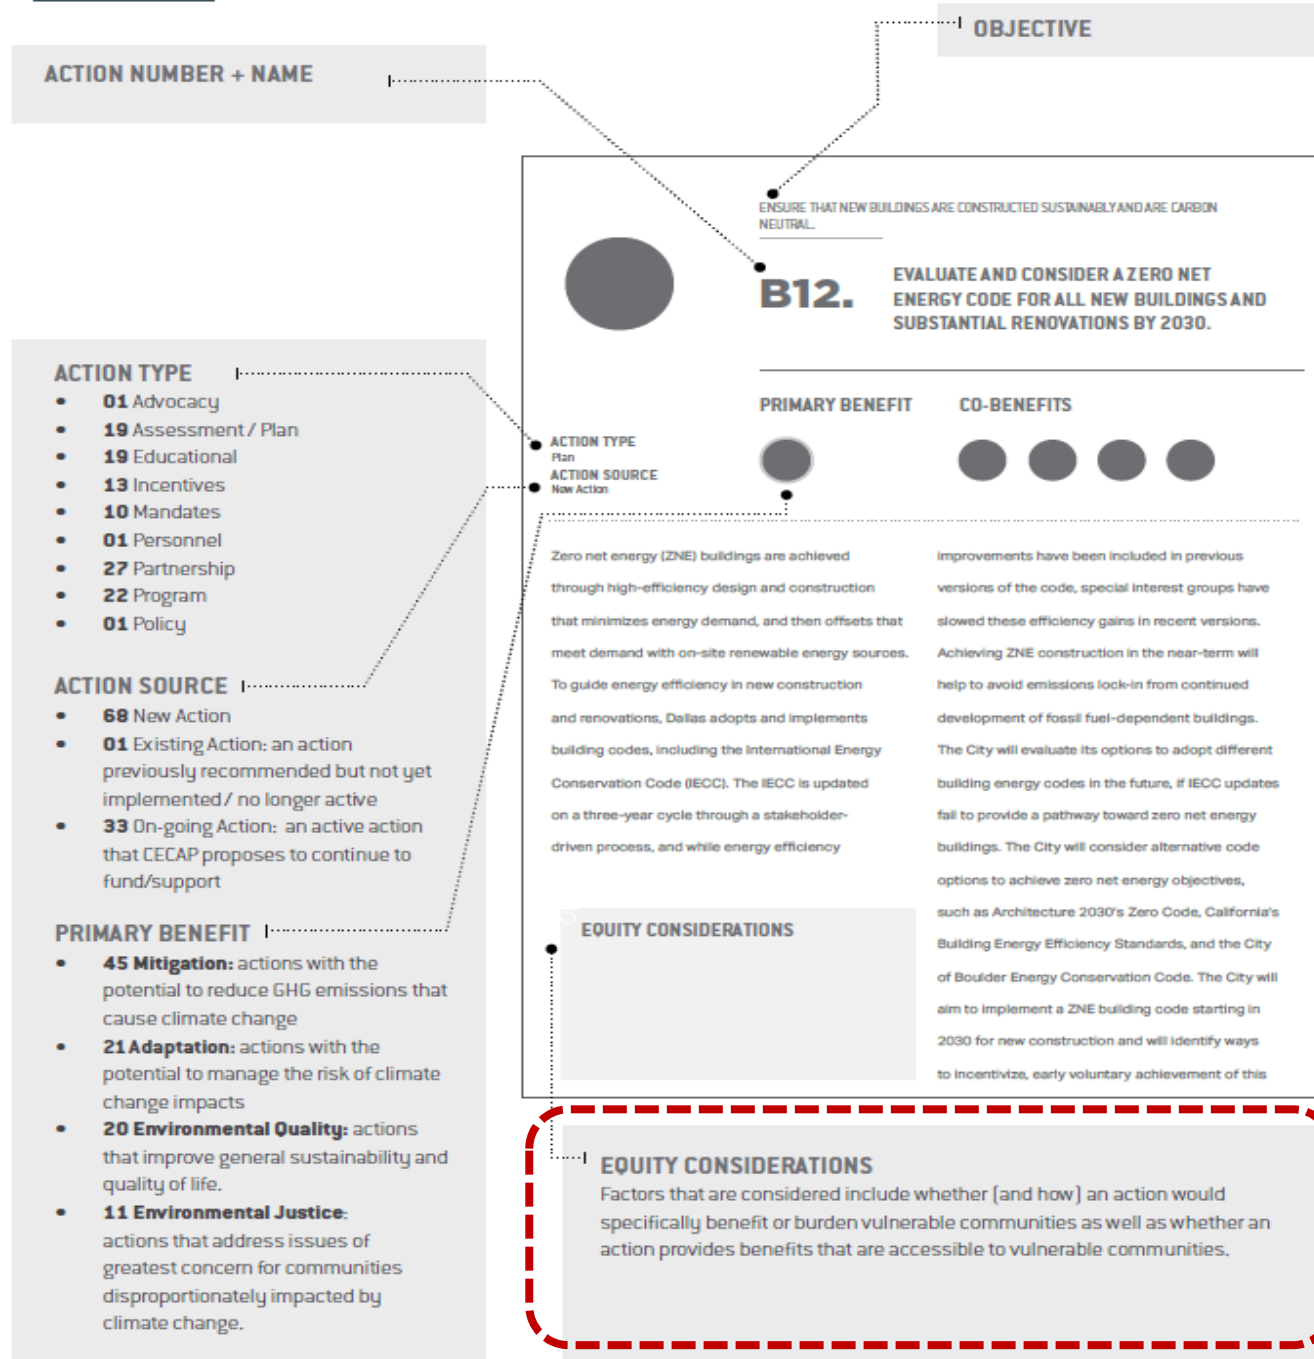 OBJECTIVE
ACTION NUMBER + NAME
ENSURE THAT NEW BUILDINGS ARE CONSTRUCTED SUSTAINABLY AND ARE CARBON
NEUTRAL.
B12.
EVALUATE AND CONSIDER A ZERO NET
ENERGY CODE FOR ALL NEW BUILDINGS AND
SUBSTANTIAL RENOVATIONS BY 2030.
PRIMARY BENEFIT
CO-BENEFITS
ACTION TYPE
Plan
ACTION SOURCE
New Action
ACTION TYPE
• 01 Advocacy
• 19 Assessment / Plan
• 19 Educational
• 13 Incentives
• 10 Mandates
• 01 Personnel
• 27 Partnership
• 22 Program
• 01 Policy
ACTION SOURCE
• 68 New Action
• 01 Existing Action: an action
previously recommended but not yet
implemented / no longer active
• 33 On-going Action: an active action
that CECAP proposes to continue to
fund/support
PRIMARY BENEFIT
• 45 Mitigation: actions with the
potential to reduce GHG emissions that
cause climate change
• 21 Adaptation: actions with the
potential to manage the risk of climate
change impacts
• 20 Environmental Quality: actions
that improve general sustainability and
quality of life.
• 11 Environmental Justice:
actions that address issues of
greatest concern for communities
disproportionately impacted by
climate change.
Zero net energy (ZNE) buildings are achieved
through high-efficiency design and construction
that minimizes energy demand, and then offsets that
meet demand with on-site renewable energy sources.
To guide energy efficiency in new construction
and renovations, Dallas adopts and implements
building codes, including the International Energy
Conservation Code (IECC). The IECC is updated
on a three-year cycle through a stakeholder-
driven process, and while energy efficiency
improvements have been included in previous
versions of the code, special interest groups have
slowed these efficiency gains in recent versions.
Achieving ZNE construction in the near-term will
help to avoid emissions lock-in from continued
development of fossil fuel-dependent buildings.
The City will evaluate its options to adopt different
building energy codes in the future, if IECC updates
fail to provide a pathway toward zero net energy
buildings. The City will consider alternative code
options to achieve zero net energy objectives,
such as Architecture 2030's Zero Code, California's
Building Energy Efficiency Standards, and the City
of Boulder Energy Conservation Code. The City will
aim to implement a ZNE building code starting in
2030 for new construction and will identify ways
to incentivize, early voluntary achievement of this
EQUITY CONSIDERATIONS
EQUITY CONSIDERATIONS
Factors that are considered include whether (and how) an action would
specifically benefit or burden vulnerable communities as well as whether an
action provides benefits that are accessible to vulnerable communities.